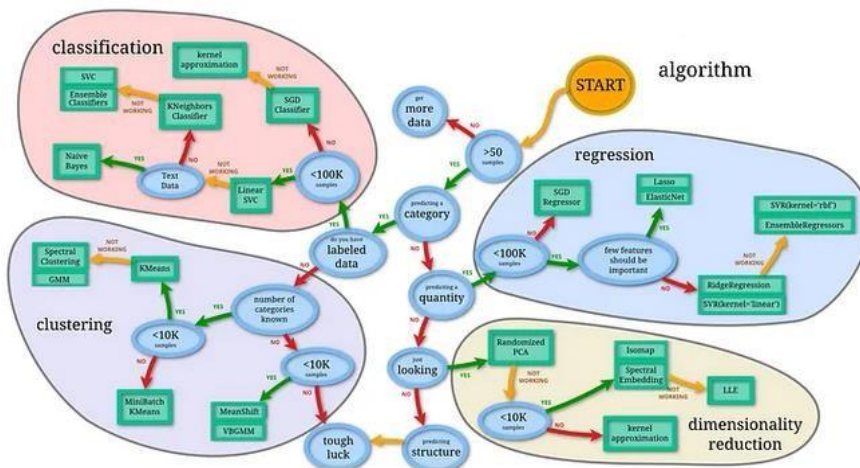 classification
kernel
approximation
NOT
WORKING
SVC
Ensemble
Classifiers
NOT
WORKING
KNeighbors
Classifier
SGD
Classifier
NO
Naive
Bayes
YES
Text
Data
NO
NOT
WORKING
Linear
SVC
YES
<100K
samples
YES
get
more
data
NO
START
algorithm
>50
samples
YES
predicting a
category
YES
do you have
labeled
data
NO
NO
predicting a
quantity
YES
NO
just
looking
YES
NO
predicting
structure
tough
luck
regression
SGD
Regressor
NO
<100K
samples
YES
few features
should be
important
YES
Lasso
ElasticNet
NO
RidgeRegression
SVR(kernel='linear')
NOT
WORKING
SVR(kernel='rbf')
EnsembleRegressors
clustering
Spectral
Clustering
GMM
NOT
WORKING
KMeans
YES
<10K
samples
NO
MiniBatch
KMeans
YES
number of
categories
known
NO
<10K
samples
YES
NO
MeanShift
VBGMM
Randomized
PCA
NOT
WORKING
<10K
samples
YES
Isomap
Spectral
Embedding
NOT
WORKING
LLE
NO
kernel
approximation
dimensionality
reduction